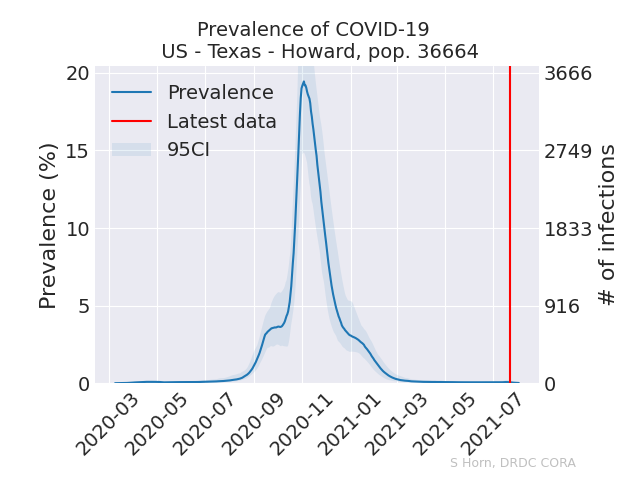 Prevalence of COVID-19
US - Texas - Howard, pop. 36664
Prevalence (%)
20
15
10
5
0
Prevalence
Latest data
95CI
3666
2749
1833
916
0
# of infections
2020-03
2020-05
2020-07
2020-09
2020-11
2021-01
2021-03
2021-05
2021-07
S Horn, DRDC CORA